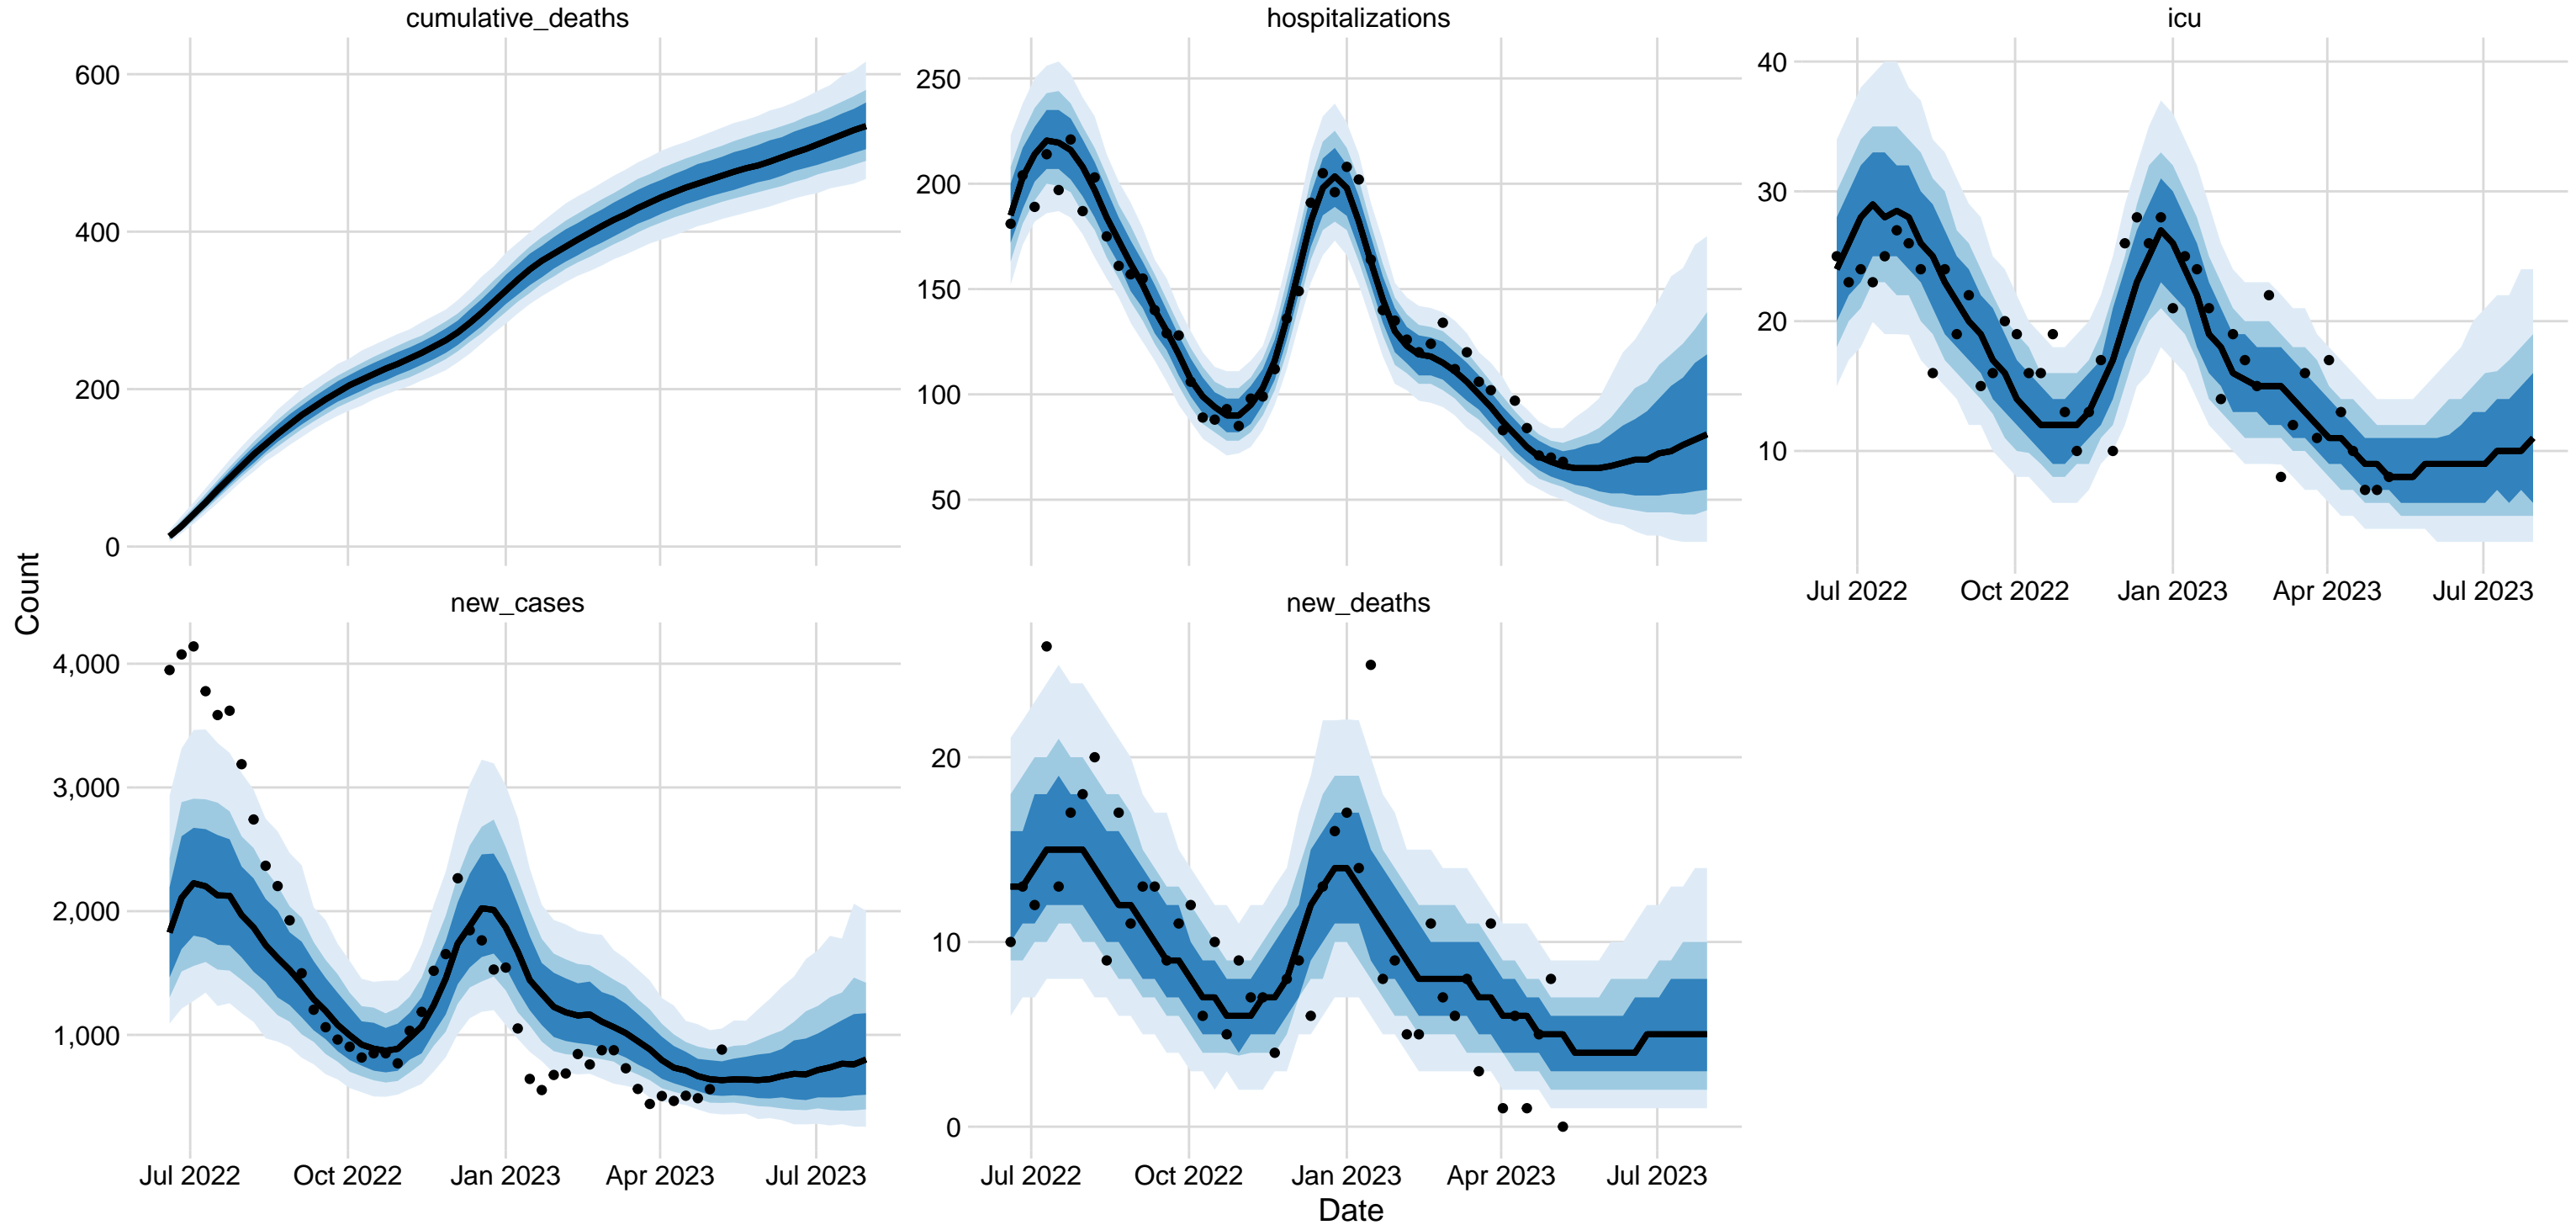 cumulative_deaths
hospitalizations
icu
600
400
200
0
250
200
150
100
50
40
30
20
10
Jul 2022 Oct 2022 Jan 2023 Apr 2023 Jul 2023
Count
new_cases
new_deaths
4,000
3,000
2,000
1,000
20
10
0
Jul 2022 Oct 2022 Jan 2023 Apr 2023 Jul 2023
Jul 2022 Oct 2022 Jan 2023 Apr 2023 Jul 2023
Date